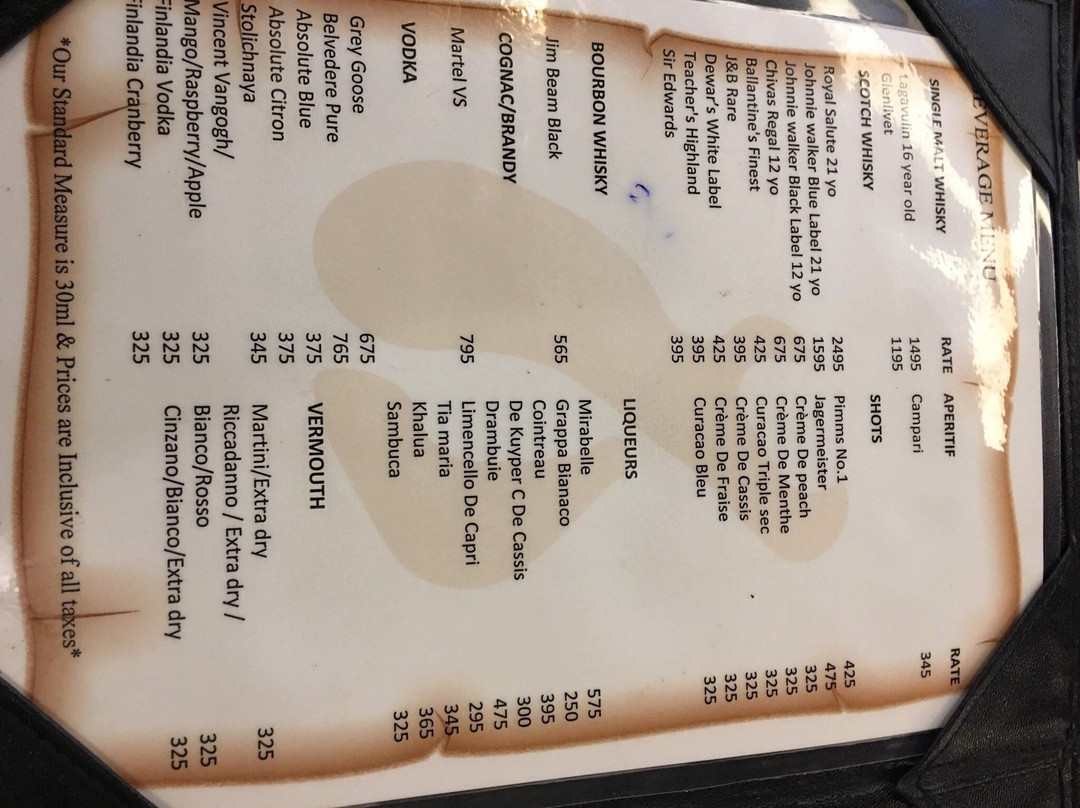 EVERAGE MENU
SINGLE MALT WHISKY RATE
Lagavulin 16 year old 1495
Glenlivet 1195
SCOTCH WHISKY
Royal Salute 21 yo 2495
Johnnie walker Blue Label 21 yo 1595
Johnnie walker Black Label 12 yo 675
Chivas Regal 12 yo 675
Ballantine's Finest 425
J&B Rare 395
Dewar's White Label 425
Teacher's Highland 395
Sir Edwards 395
BOURBON WHISKY
Jim Beam Black 565
COGNAC/BRANDY
Martel VS 795
VODKA
Grey Goose 675
Belvedere Pure 765
Absolute Blue 375
Absolute Citron 375
Stolichnaya 345
Vincent Vangogh/
Mango/Raspberry/Apple 325
Finlandia Vodka 325
Finlandia Cranberry 325
APERITIF RATE
Campari 345
SHOTS
Pimms No.1 425
Jagermeister 475
Crème De peach 325
Crème De Menthe 325
Curacao Triple sec 325
Crème De Cassis 325
Crème De Fraise 325
Curacao Bleu 325
LIQUEURS
Mirabelle 575
Grappa Bianaco 250
Cointreau 395
De Kuyper C De Cassis 300
Drambuie 475
Limencello De Capri 295
Tia maria 345
Khalua 365
Sambuca 325
VERMOUTH
Martini/Extra dry 325
Riccadanno / Extra dry /
Bianco/Rosso 325
Cinzano/Bianco/Extra dry 325
*Our Standard Measure is 30ml & Prices are Inclusive of all taxes*